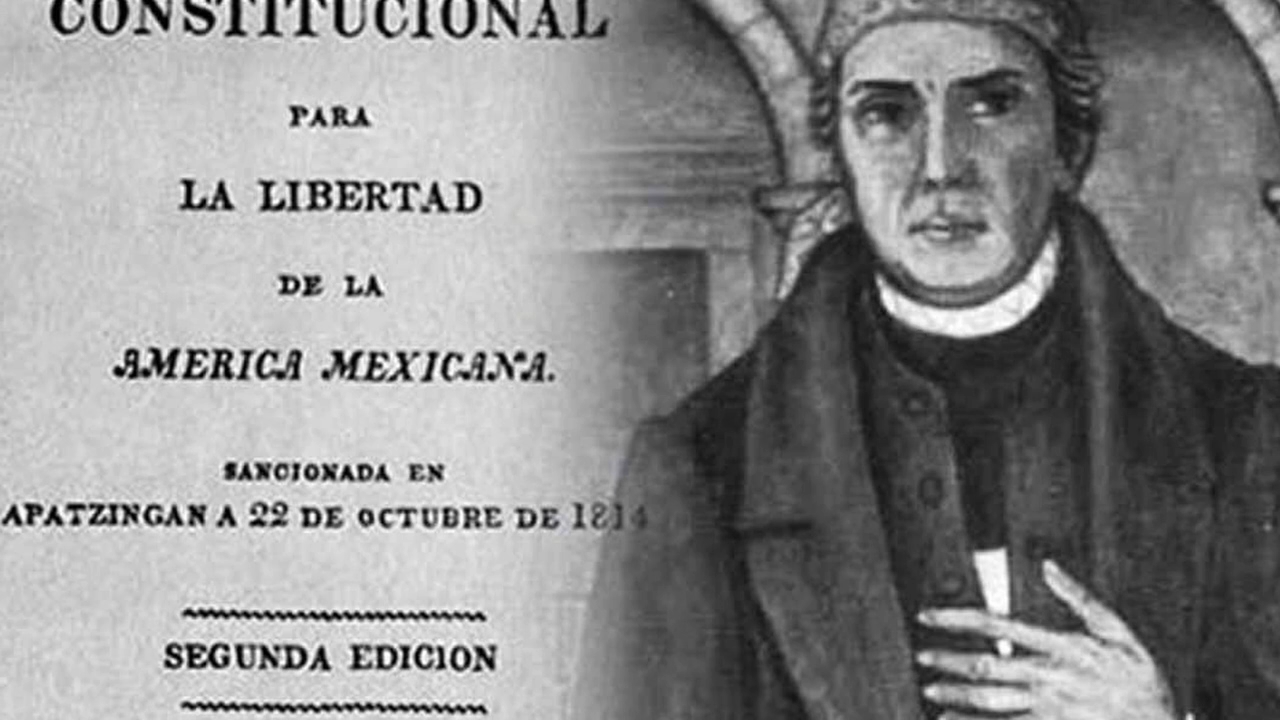 CONSTITUCIONAL
PARA
LA LIBERTAD
DE LA
AMERICA MEXICANA.
SANCIONADA EN
APATZINGAN A 22 DE OCTUBRE DE 1814
SEGUNDA EDICION